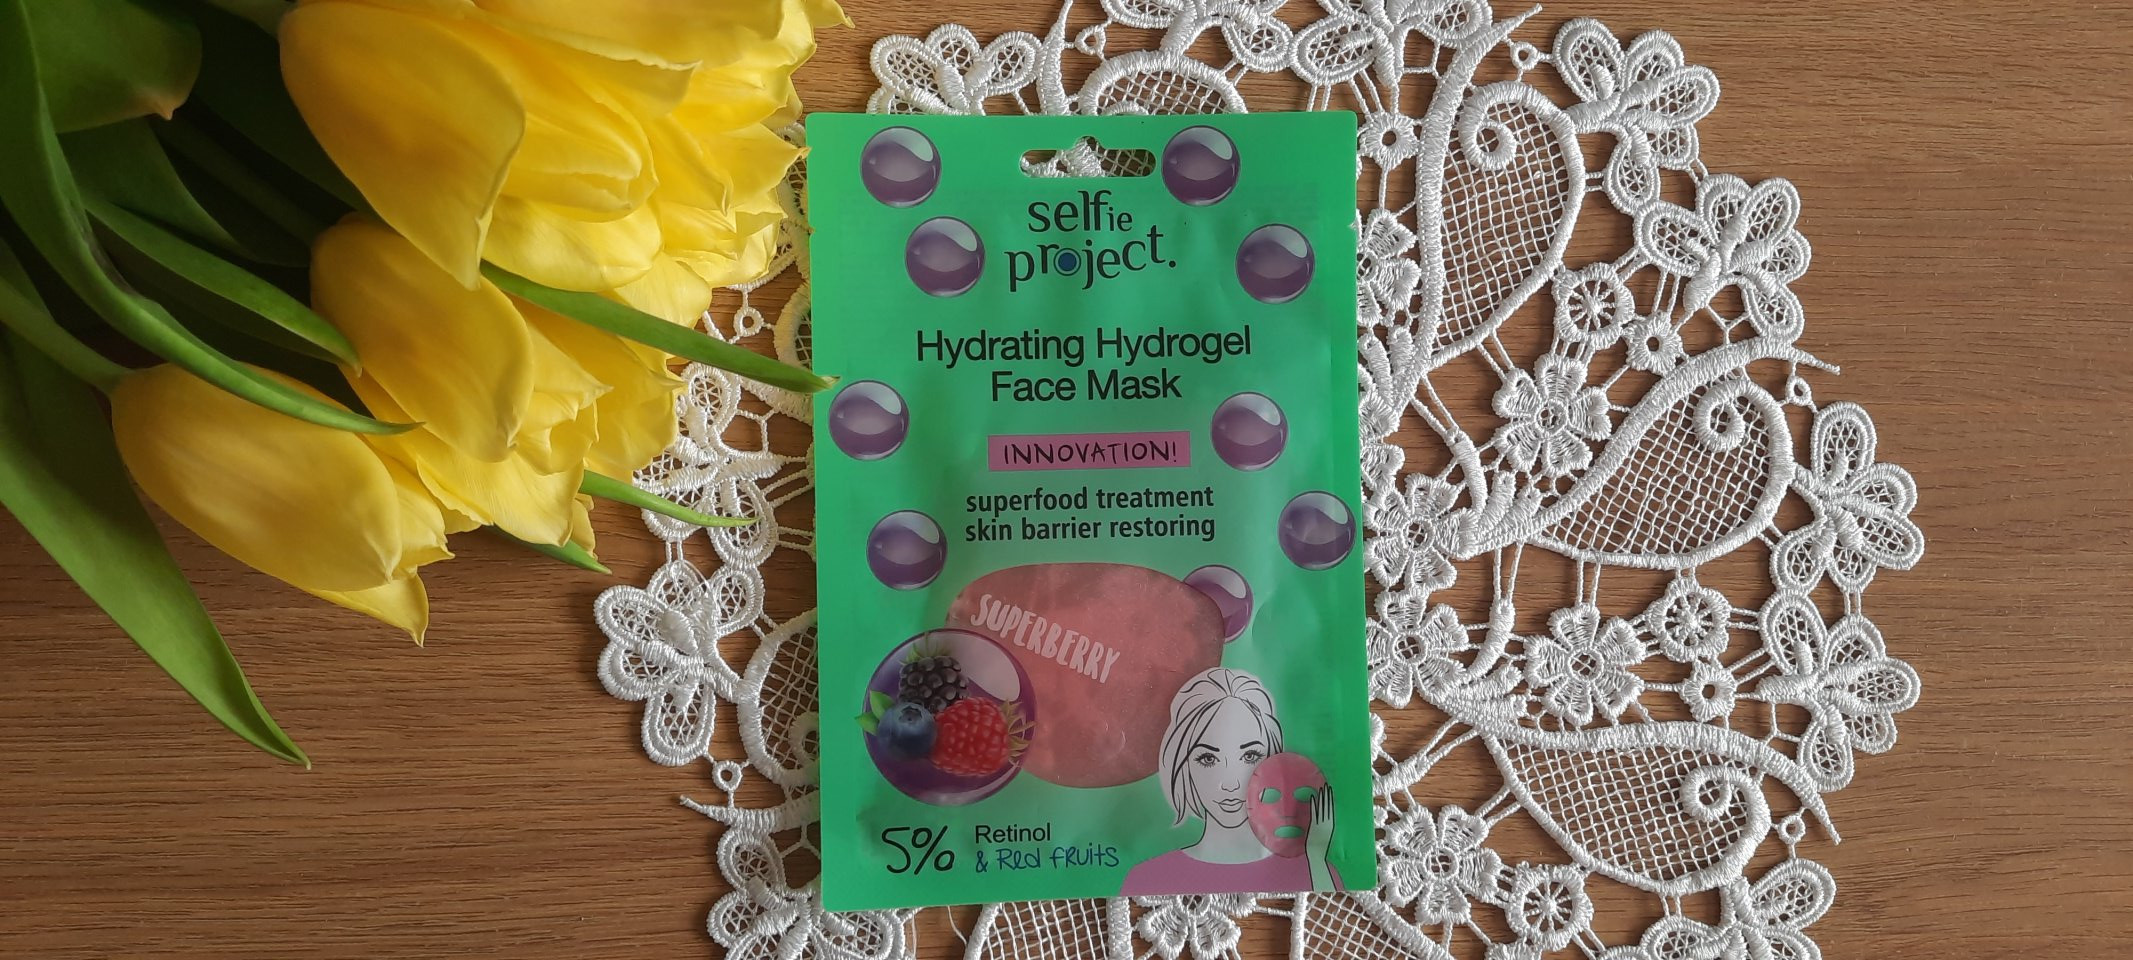 selfie
project.
Hydrating Hydrogel
Face Mask
INNOVATION!
superfood treatment
skin barrier restoring
SUPERBERRY
5% Retinol
& Red fruits